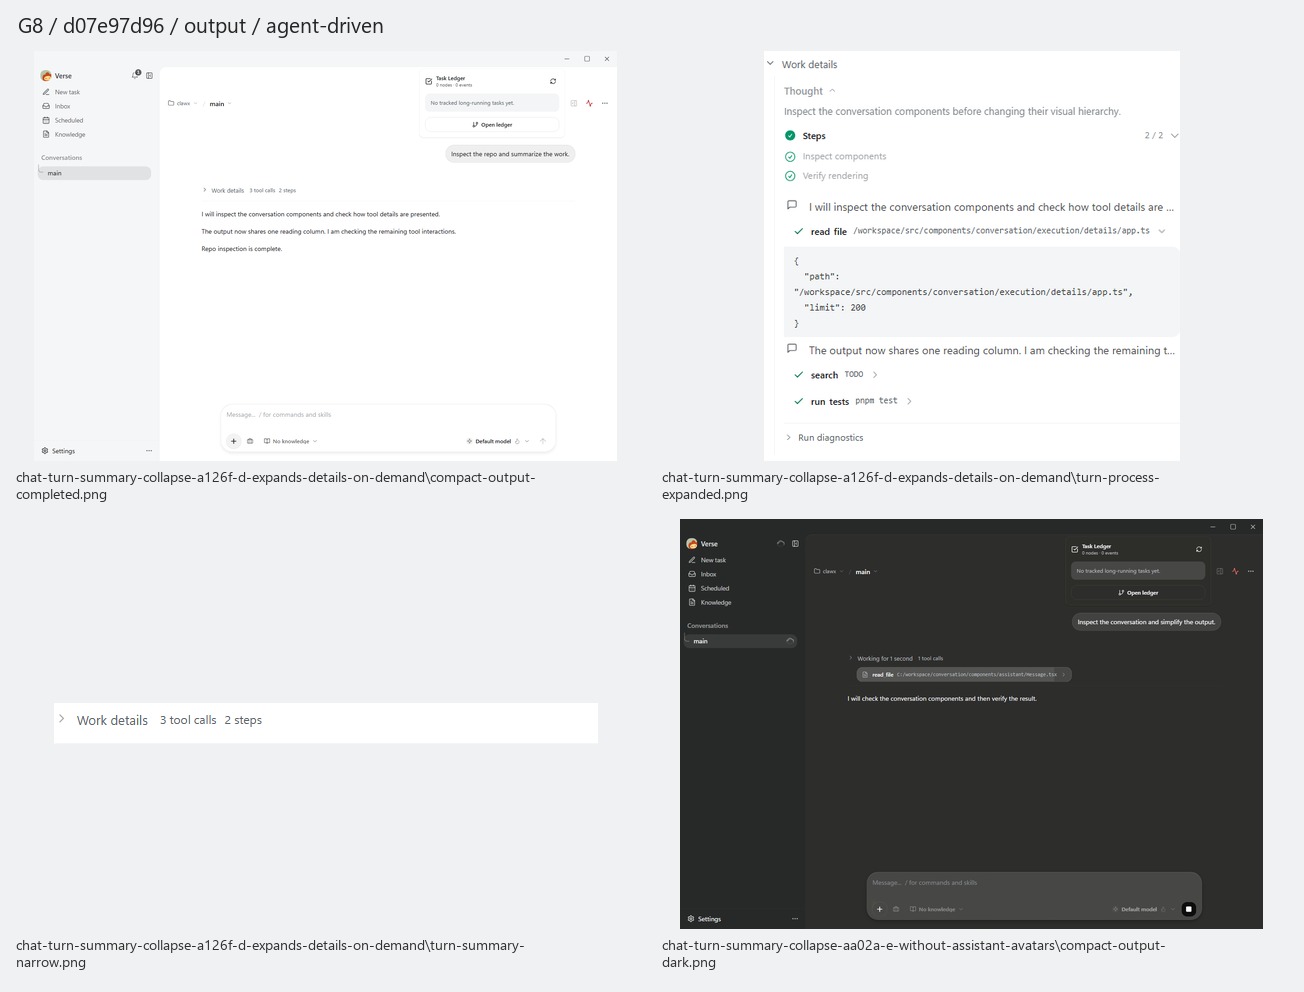 G8 / d07e97d96 / output / agent-driven
Verse
New task
Inbox
Scheduled
Knowledge
Conversations
main
Settings
claws / main
Task Ledger
0 nodes · 0 events
No tracked long-running tasks yet.
Open ledger
Inspect the repo and summarize the work.
Work details 3 tool calls 2 steps
I will inspect the conversation components and check how tool details are presented.
The output now shares one reading column. I am checking the remaining tool interactions.
Repo inspection is complete.
Message... / for commands and skills
No knowledge
Default model
chat-turn-summary-collapse-a126f-d-expands-details-on-demand\compact-output-
completed.png
Work details
Thought
Inspect the conversation components before changing their visual hierarchy.
Steps 2 / 2
Inspect components
Verify rendering
I will inspect the conversation components and check how tool details are ...
read file /workspace/src/components/conversation/execution/details/app.ts
{
"path":
"/workspace/src/components/conversation/execution/details/app.ts",
"limit": 200
}
The output now shares one reading column. I am checking the remaining t...
search TODO
run tests pnpm test
Run diagnostics
chat-turn-summary-collapse-a126f-d-expands-details-on-demand\turn-process-
expanded.png
Work details 3 tool calls 2 steps
chat-turn-summary-collapse-a126f-d-expands-details-on-demand\turn-summary-
narrow.png
Verse
New task
Inbox
Scheduled
Knowledge
Conversations
main
Settings
claws / main
Task Ledger
0 nodes · 0 events
No tracked long-running tasks yet.
Open ledger
Inspect the conversation and simplify the output.
Working for 1 second 1 tool calls
read_file C:/workspace/conversation/components/assistant/message.tsx
I will check the conversation components and then verify the result.
Message... / for commands and skills
No knowledge
Default model
chat-turn-summary-collapse-aa02a-e-without-assistant-avatars\compact-output-
dark.png